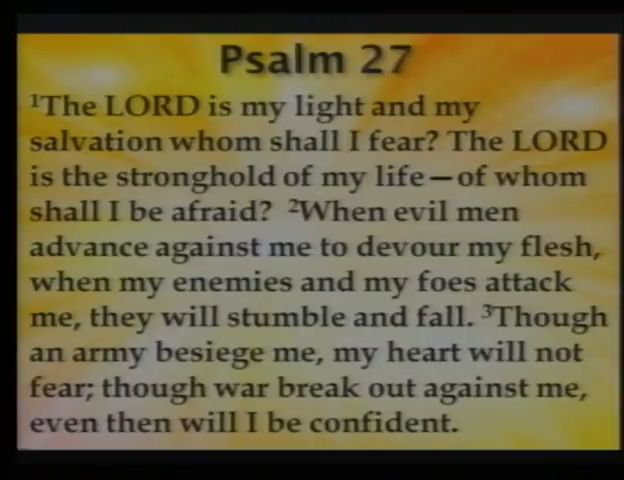 Psalm 27
¹The LORD is my light and my
salvation whom shall I fear? The LORD
is the stronghold of my life—of whom
shall I be afraid? ²When evil men
advance against me to devour my flesh,
when my enemies and my foes attack
me, they will stumble and fall. ³Though
an army besiege me, my heart will not
fear; though war break out against me,
even then will I be confident.